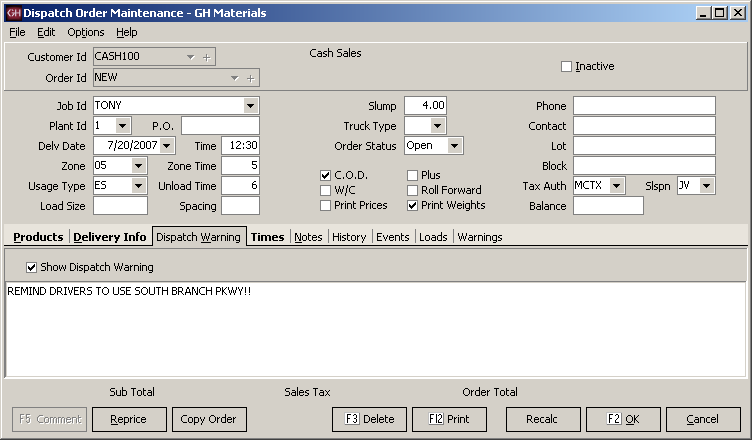 GH Dispatch Order Maintenance - GH Materials
File Edit Options Help
Customer Id CASH100 Cash Sales
Order Id NEW Inactive
Job Id TONY Slump 4.00 Phone
Plant Id 1 P.O. Truck Type Contact
Delv Date 7/20/2007 Time 12:30 Order Status Open Lot
Zone 05 Zone Time 5 Block
Usage Type ES Unload Time 6 C.O.D. Plus Tax Auth MCTX Slspn JV
W/C Roll Forward
Load Size Spacing Print Prices Print Weights Balance
Products Delivery Info Dispatch Warning Times Notes History Events Loads Warnings
Show Dispatch Warning
REMIND DRIVERS TO USE SOUTH BRANCH PKWY!!
Sub Total Sales Tax Order Total
F5 Comment Reprice Copy Order F3 Delete F12 Print Recalc F2 OK Cancel